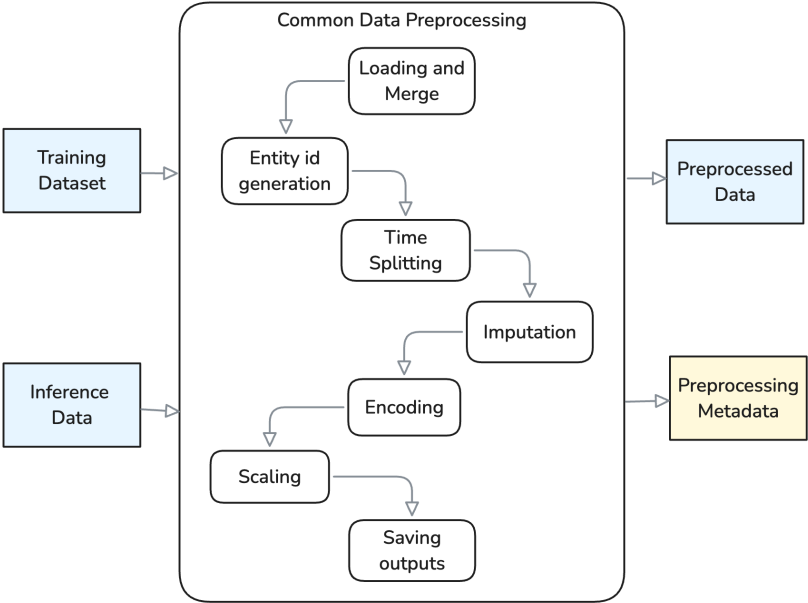 Common Data Preprocessing
Loading and
Merge
Training
Dataset
Entity id
generation
Preprocessed
Data
Time
Splitting
Imputation
Inference
Data
Encoding
Preprocessing
Metadata
Scaling
Saving
outputs